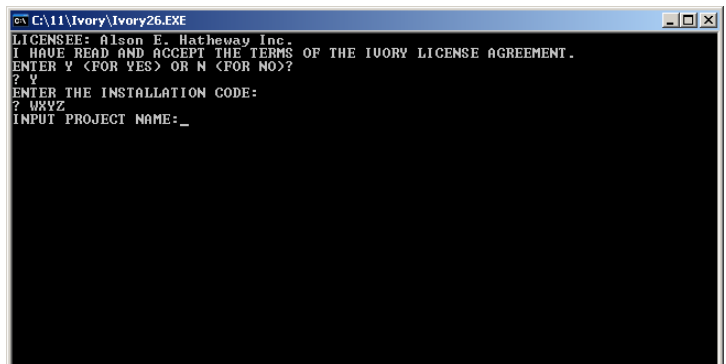 C:\11\Ivory\Ivory26.EXE
LICENSEE: Alson E. Hatheway Inc.
I HAVE READ AND ACCEPT THE TERMS OF THE IVORY LICENSE AGREEMENT.
ENTER Y (FOR YES) OR N (FOR NO)?
? Y
ENTER THE INSTALLATION CODE:
? WXYZ
INPUT PROJECT NAME:_